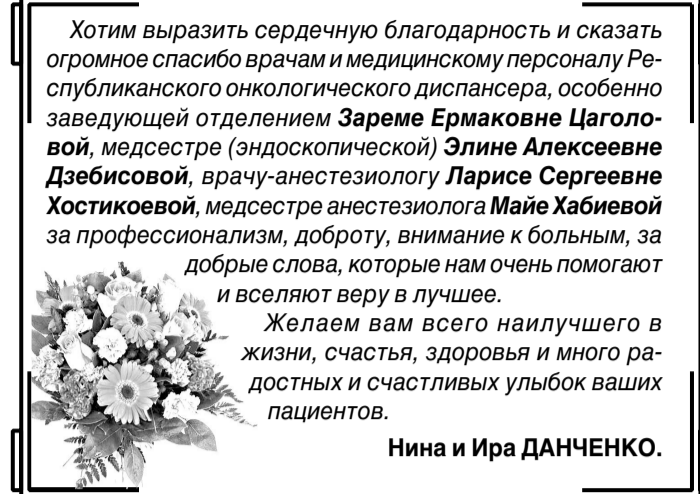 Хотим выразить сердечную благодарность и сказать
огромное спасибо врачам и медицинскому персоналу Ре-
спубликанского онкологического диспансера, особенно
заведующей отделением Зареме Ермаковне Цаголо-
вой, медсестре (эндоскопической) Элине Алексеевне
Дзебисовой, врачу-анестезиологу Ларисе Сергеевне
Хостикоевой, медсестре анестезиолога Майе Хабиевой
за профессионализм, доброту, внимание к больным, за
добрые слова, которые нам очень помогают
и вселяют веру в лучшее.
Желаем вам всего наилучшего в
жизни, счастья, здоровья и много ра-
достных и счастливых улыбок ваших
пациентов.
Нина и Ира ДАНЧЕНКО.